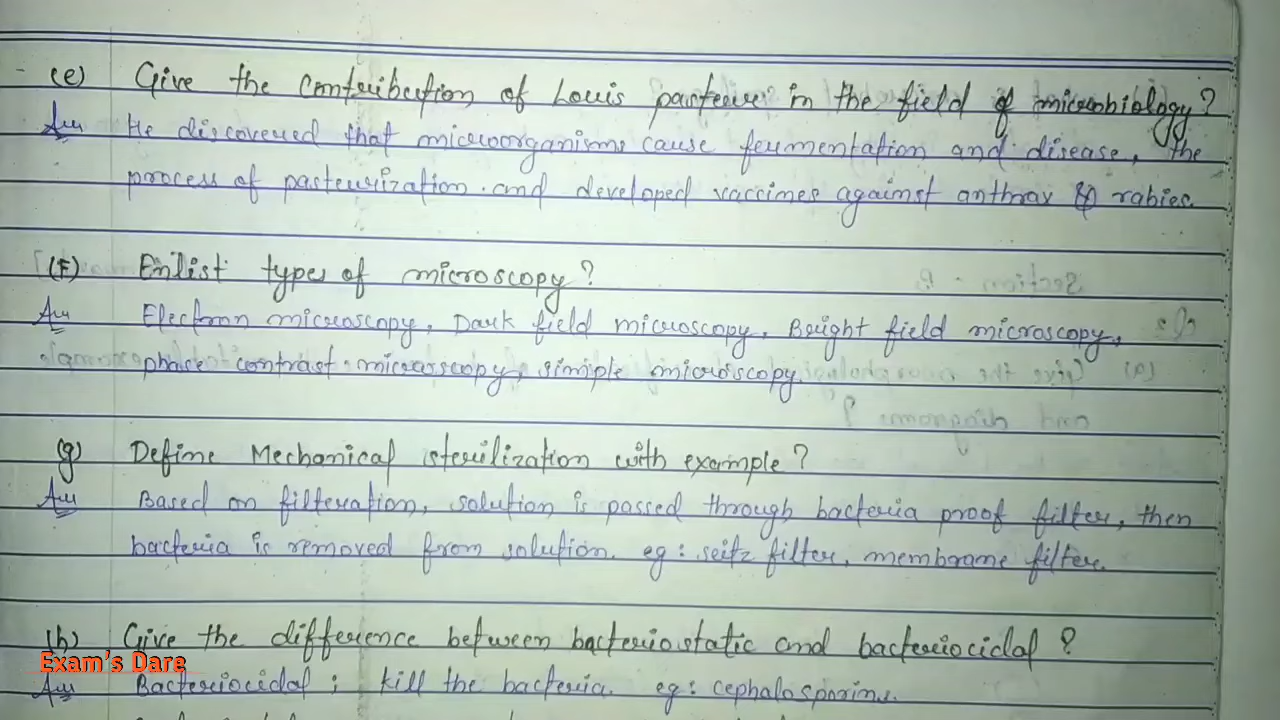 (e) Give the contribution of Louis pasteur in the field of microbiology?
Ans He discovered that microorganisms cause fermentation and disease, the
process of pasteurization and developed vaccines against anthrax & rabies.
(F) Enlist types of microscopy?
Ans Electron microscopy, Dark field microscopy, Bright field microscopy,
phase contrast microscopy, simple microscopy.
(g) Define Mechanical sterilization with example?
Ans Based on filteration, solution is passed through bacteria proof filter, then
bacteria is removed from solution. eg: seitz filter, membrane filter.
(h) Give the difference between bacteriostatic and bacteriocidal?
Exam's Dare
Ans Bacteriocidal: kill the bacteria. eg: cephalosporins.